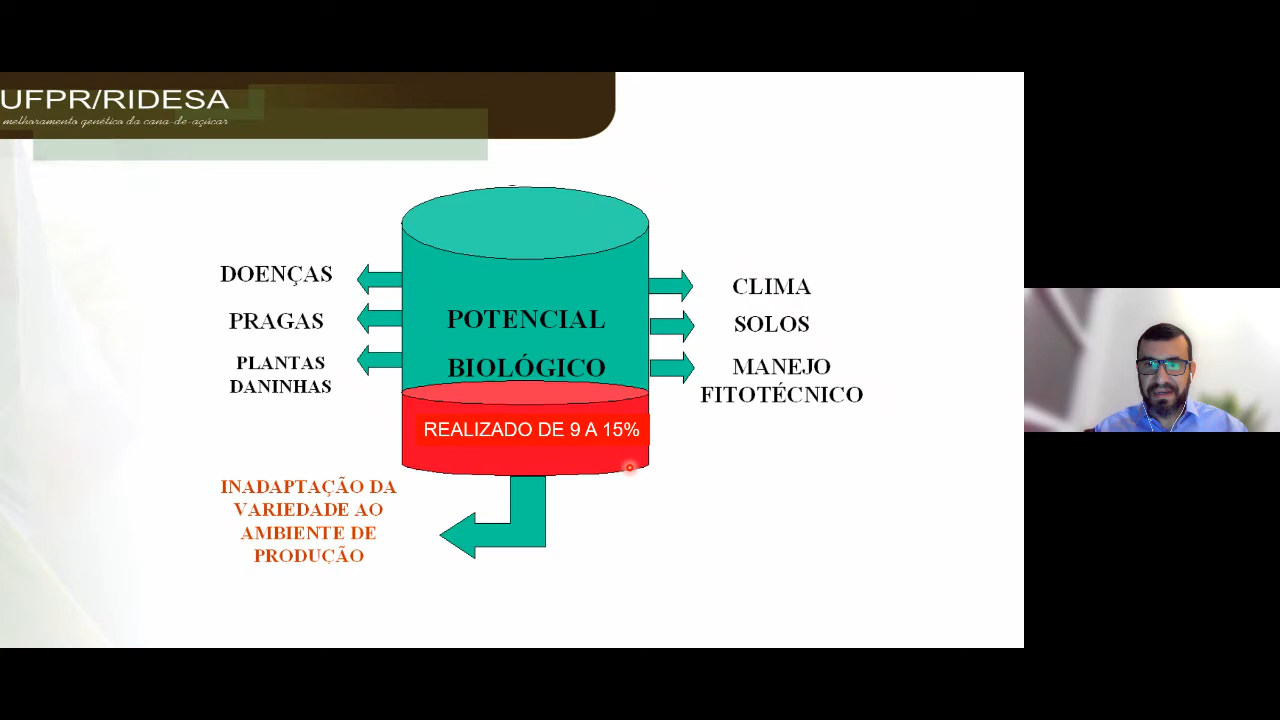 UFPR/RIDESA
melhoramento genético da cana-de-açúcar
DOENÇAS
PRAGAS
PLANTAS
DANINHAS
POTENCIAL
BIOLÓGICO
REALIZADO DE 9 A 15%
CLIMA
SOLOS
MANEJO
FITOTÉCNICO
INADAPTAÇÃO DA
VARIEDADE AO
AMBIENTE DE
PRODUÇÃO